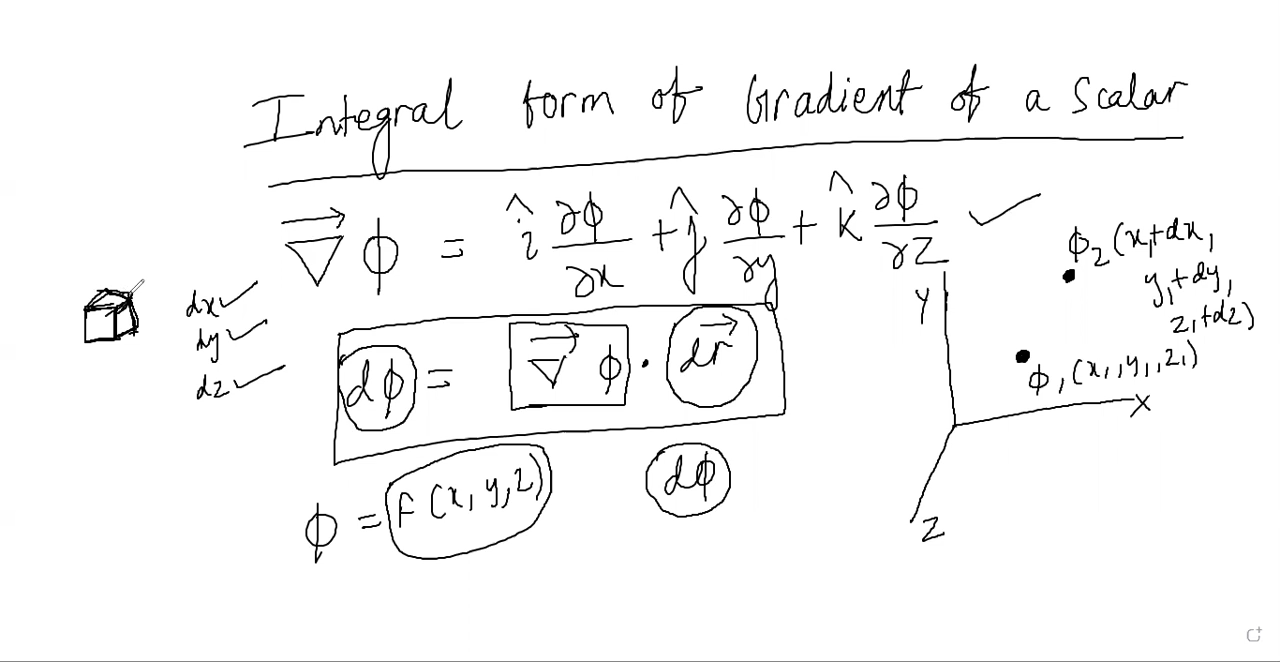 Integral form of Gradient of a Scalar
∇⃗ ϕ = î ∂ϕ/∂x + ĵ ∂ϕ/∂y + k̂ ∂ϕ/∂z ✓
dx ✓
dy ✓
dz ✓
dϕ = ∇⃗ ϕ · dr⃗
ϕ = F(x, y, z)
dϕ
ϕ₂(x₁+dx,
y₁+dy,
z₁+dz)
ϕ₁(x₁, y₁, z₁)
Y
X
Z